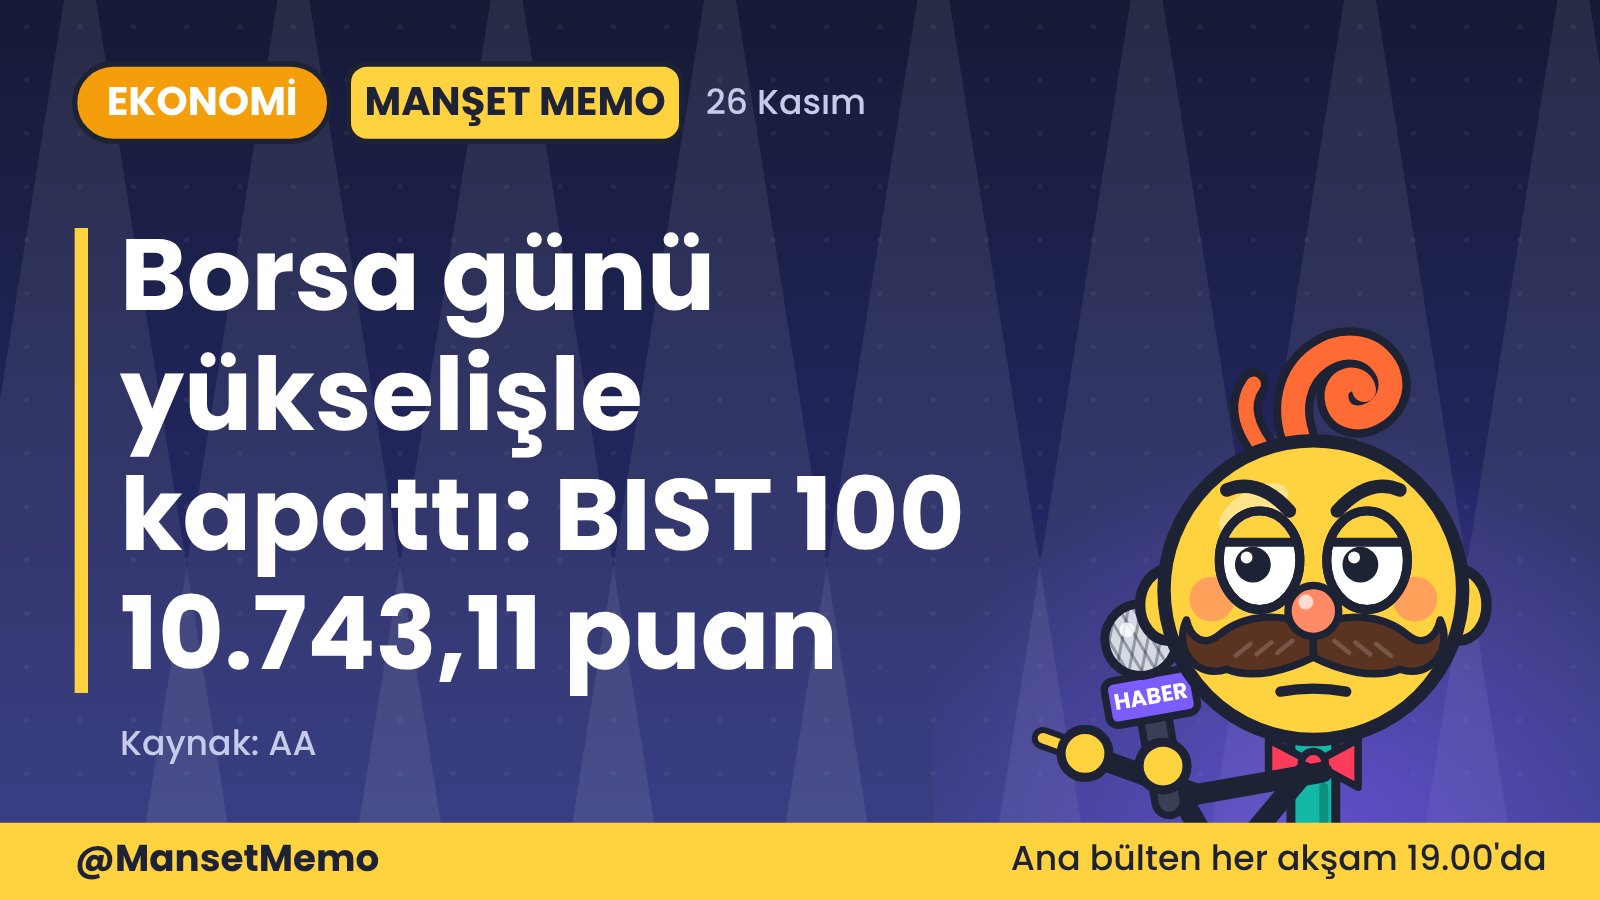 EKONOMİ MANŞET MEMO 26 Kasım
Borsa günü
yükselişle
kapattı: BIST 100
10.743,11 puan
Kaynak: AA
HABER
@MansetMemo
Ana bülten her akşam 19.00'da